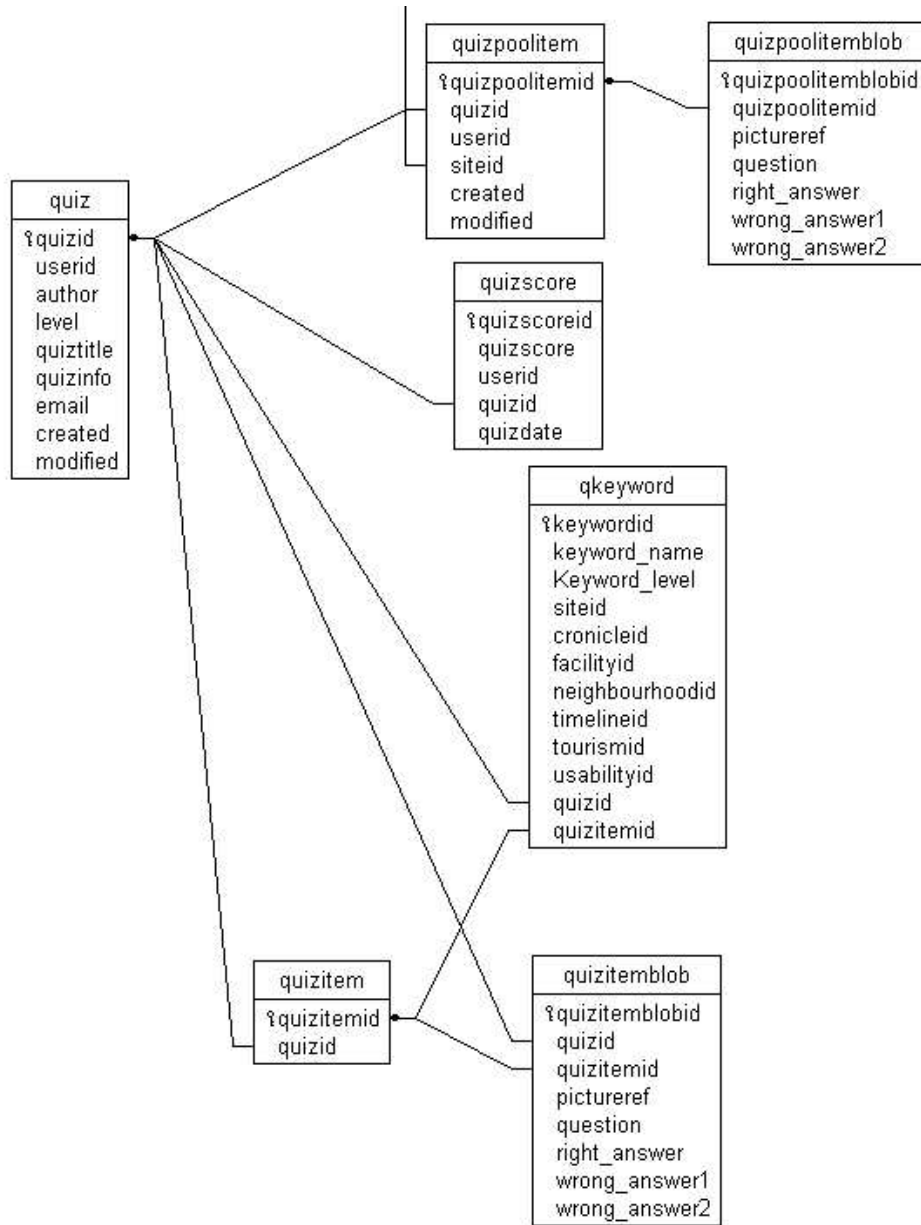 quizpoolitem
quizpoolitemid
quizid
userid
siteid
created
modified
quizpoolitemblob
quizpoolitemblobid
quizpoolitemid
pictureref
question
right_answer
wrong_answer1
wrong_answer2
quiz
quizid
userid
author
level
quiztitle
quizinfo
email
created
modified
quizscore
quizscoreid
quizscore
userid
quizid
quizdate
qkeyword
keywordid
keyword_name
Keyword_level
siteid
cronicleid
facilityid
neighbourhoodid
timelineid
tourismid
usabilityid
quizid
quizitemid
quizitem
quizitemid
quizid
quizitemblob
quizitemblobid
quizid
quizitemid
pictureref
question
right_answer
wrong_answer1
wrong_answer2